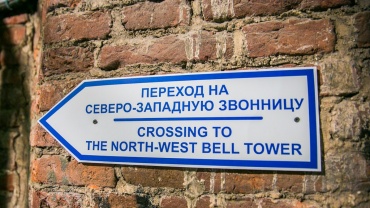 ПЕРЕХОД НА
СЕВЕРО-ЗАПАДНУЮ ЗВОННИЦУ
CROSSING TO
THE NORTH-WEST BELL TOWER